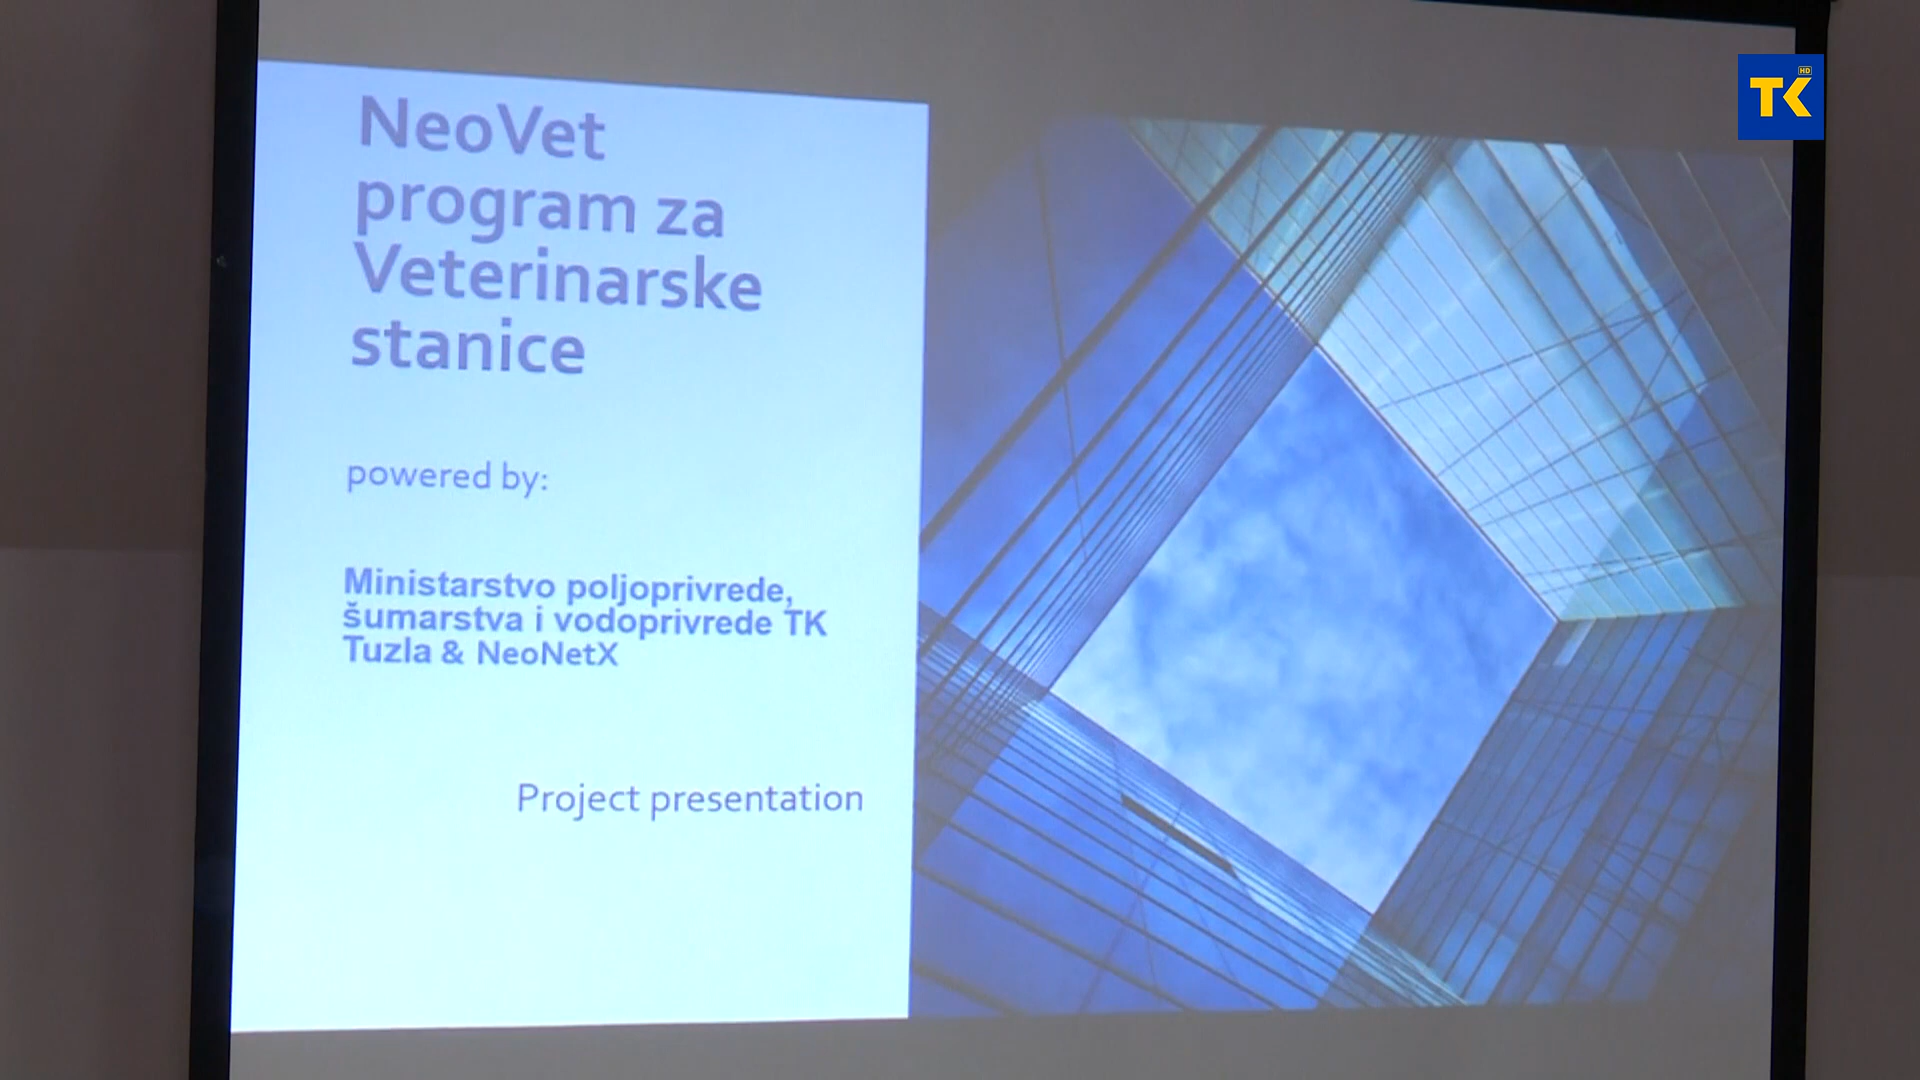 TK HD
NeoVet
program za
Veterinarske
stanice
powered by:
Ministarstvo poljoprivrede,
šumarstva i vodoprivrede TK
Tuzla & NeoNetX
Project presentation